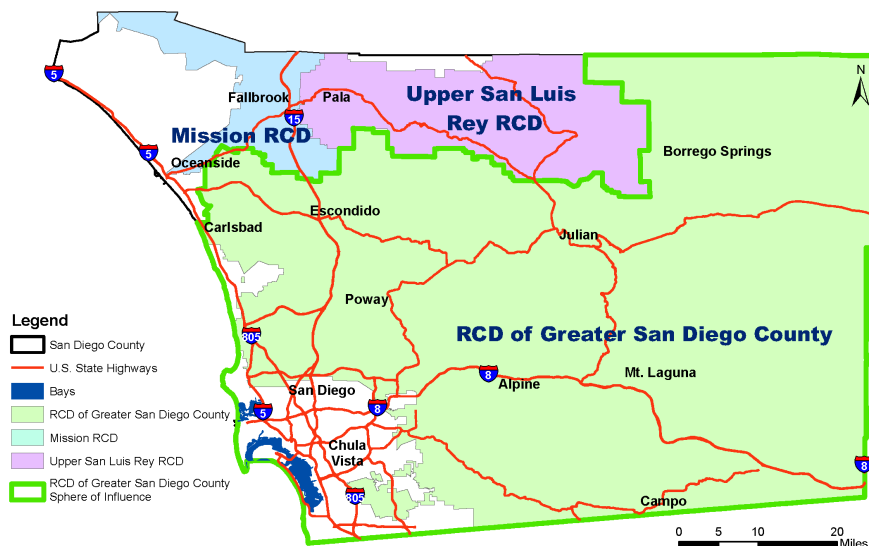 N
5
Fallbrook
Pala
Upper San Luis
Rey RCD
15
Mission RCD
5
Oceanside
Borrego Springs
Escondido
Carlsbad
Julian
Poway
Legend
San Diego County
U.S. State Highways
Bays
RCD of Greater San Diego County
Mission RCD
Upper San Luis Rey RCD
RCD of Greater San Diego County
Sphere of Influence
805
RCD of Greater San Diego County
8
Alpine
Mt. Laguna
San Diego
5
8
Chula
Vista
8
805
Campo
0 5 10 20
Miles